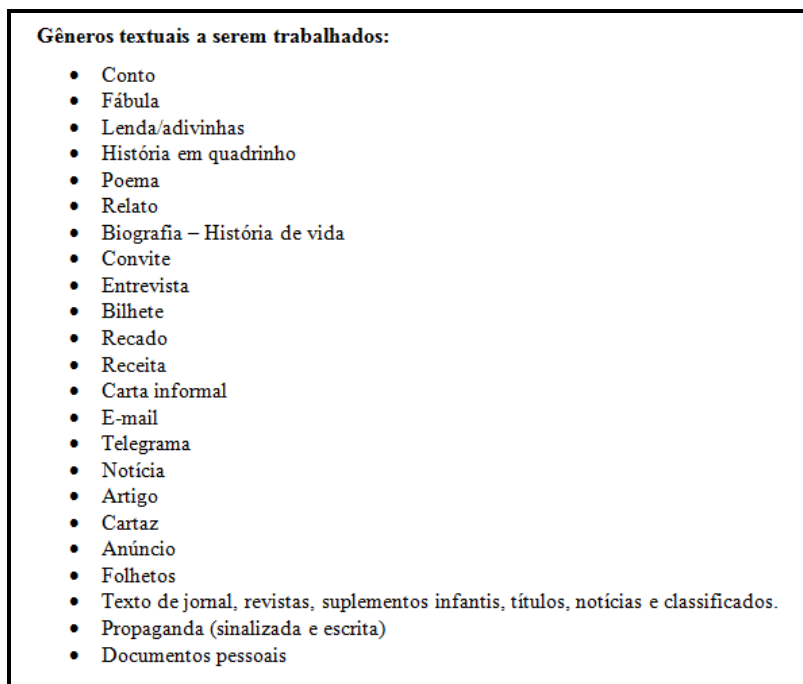 Gêneros textuais a serem trabalhados:
• Conto
• Fábula
• Lenda/adivinhas
• História em quadrinho
• Poema
• Relato
• Biografia – História de vida
• Convite
• Entrevista
• Bilhete
• Recado
• Receita
• Carta informal
• E-mail
• Telegrama
• Notícia
• Artigo
• Cartaz
• Anúncio
• Folhetos
• Texto de jornal, revistas, suplementos infantis, títulos, notícias e classificados.
• Propaganda (sinalizada e escrita)
• Documentos pessoais